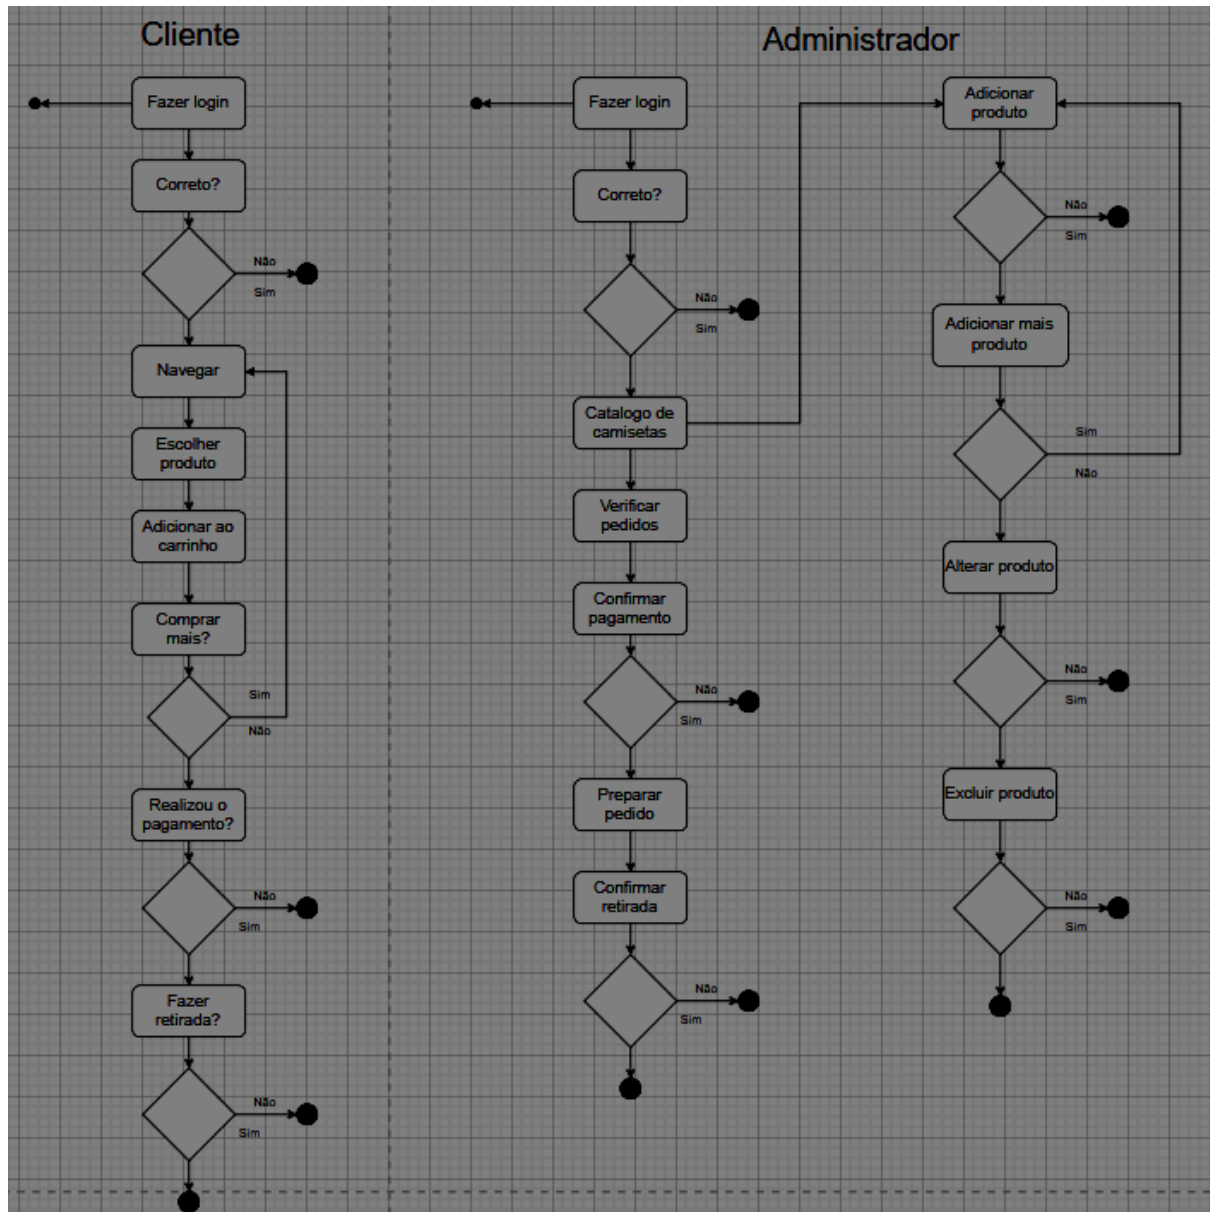 Cliente
Fazer login
Correto?
Não
Sim
Navegar
Escolher
produto
Adicionar ao
carrinho
Comprar
mais?
Sim
Não
Realizou o
pagamento?
Não
Sim
Fazer
retirada?
Não
Sim
Administrador
Fazer login
Correto?
Não
Sim
Catalogo de
camisetas
Verificar
pedidos
Confirmar
pagamento
Não
Sim
Preparar
pedido
Confirmar
retirada
Não
Sim
Adicionar
produto
Não
Sim
Adicionar mais
produto
Sim
Não
Alterar produto
Não
Sim
Excluir produto
Não
Sim